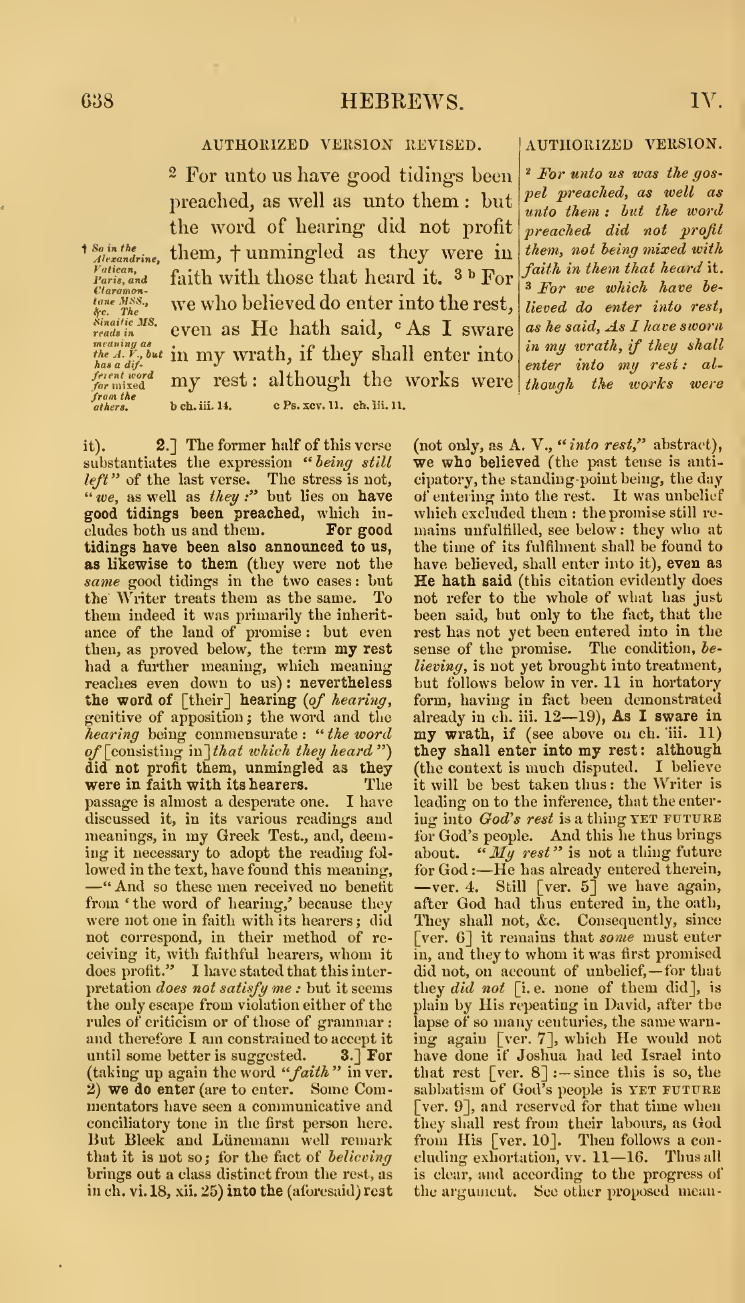 638
HEBREWS.
IV.
AUTHORIZED VERSION REVISED.
2 For unto us have good tidings been
preached, as well as unto them : but
the word of hearing did not profit
them, † unmingled as they were in
faith with those that heard it. 3 b For
we who believed do enter into the rest,
even as He hath said, c As I sware
in my wrath, if they shall enter into
my rest : although the works were
† So in the
Alexandrine,
Vatican,
Paris, and
Claramon-
tane MSS.,
&c. The
Sinaitic MS.
reads in
meaning as
the A. V., but
has a dif-
ferent word
for mixed
from the
others.
b ch. iii. 14. c Ps. xcv. 11. ch. iii. 11.
AUTHORIZED VERSION.
2 For unto us was the gos-
pel preached, as well as
unto them : but the word
preached did not profit
them, not being mixed with
faith in them that heard it.
3 For we which have be-
lieved do enter into rest,
as he said, As I have sworn
in my wrath, if they shall
enter into my rest : al-
though the works were
it). 2.] The former half of this verse
substantiates the expression "being still
left" of the last verse. The stress is not,
"we, as well as they :" but lies on have
good tidings been preached, which in-
cludes both us and them. For good
tidings have been also announced to us,
as likewise to them (they were not the
same good tidings in the two cases : but
the Writer treats them as the same. To
them indeed it was primarily the inherit-
ance of the land of promise : but even
then, as proved below, the term my rest
had a further meaning, which meaning
reaches even down to us) : nevertheless
the word of [their] hearing (of hearing,
genitive of apposition ; the word and the
hearing being commensurate : "the word
of [consisting in] that which they heard")
did not profit them, unmingled as they
were in faith with its hearers. The
passage is almost a desperate one. I have
discussed it, in its various readings and
meanings, in my Greek Test., and, deem-
ing it necessary to adopt the reading fol-
lowed in the text, have found this meaning,
—"And so these men received no benefit
from 'the word of hearing,' because they
were not one in faith with its hearers ; did
not correspond, in their method of re-
ceiving it, with faithful hearers, whom it
does profit." I have stated that this inter-
pretation does not satisfy me : but it seems
the only escape from violation either of the
rules of criticism or of those of grammar :
and therefore I am constrained to accept it
until some better is suggested. 3.] For
(taking up again the word "faith" in ver.
2) we do enter (are to enter. Some Com-
mentators have seen a communicative and
conciliatory tone in the first person here.
But Bleek and Lünemann well remark
that it is not so ; for the fact of believing
brings out a class distinct from the rest, as
in ch. vi. 18, xii. 25) into the (aforesaid) rest
(not only, as A. V., "into rest," abstract),
we who believed (the past tense is anti-
cipatory, the standing-point being, the day
of entering into the rest. It was unbelief
which excluded them : the promise still re-
mains unfulfilled, see below : they who at
the time of its fulfilment shall be found to
have believed, shall enter into it), even as
He hath said (this citation evidently does
not refer to the whole of what has just
been said, but only to the fact, that the
rest has not yet been entered into in the
sense of the promise. The condition, be-
lieving, is not yet brought into treatment,
but follows below in ver. 11 in hortatory
form, having in fact been demonstrated
already in ch. iii. 12—19), As I sware in
my wrath, if (see above on ch. iii. 11)
they shall enter into my rest : although
(the context is much disputed. I believe
it will be best taken thus : the Writer is
leading on to the inference, that the enter-
ing into God's rest is a thing YET FUTURE
for God's people. And this he thus brings
about. "My rest" is not a thing future
for God :—He has already entered therein,
—ver. 4. Still [ver. 5] we have again,
after God had thus entered in, the oath,
They shall not, &c. Consequently, since
[ver. 6] it remains that some must enter
in, and they to whom it was first promised
did not, on account of unbelief,—for that
they did not [i. e. none of them did], is
plain by His repeating in David, after the
lapse of so many centuries, the same warn-
ing again [ver. 7], which He would not
have done if Joshua had led Israel into
that rest [ver. 8] :—since this is so, the
sabbatism of God's people is YET FUTURE
[ver. 9], and reserved for that time when
they shall rest from their labours, as God
from His [ver. 10]. Then follows a con-
cluding exhortation, vv. 11—16. Thus all
is clear, and according to the progress of
the argument. See other proposed mean-